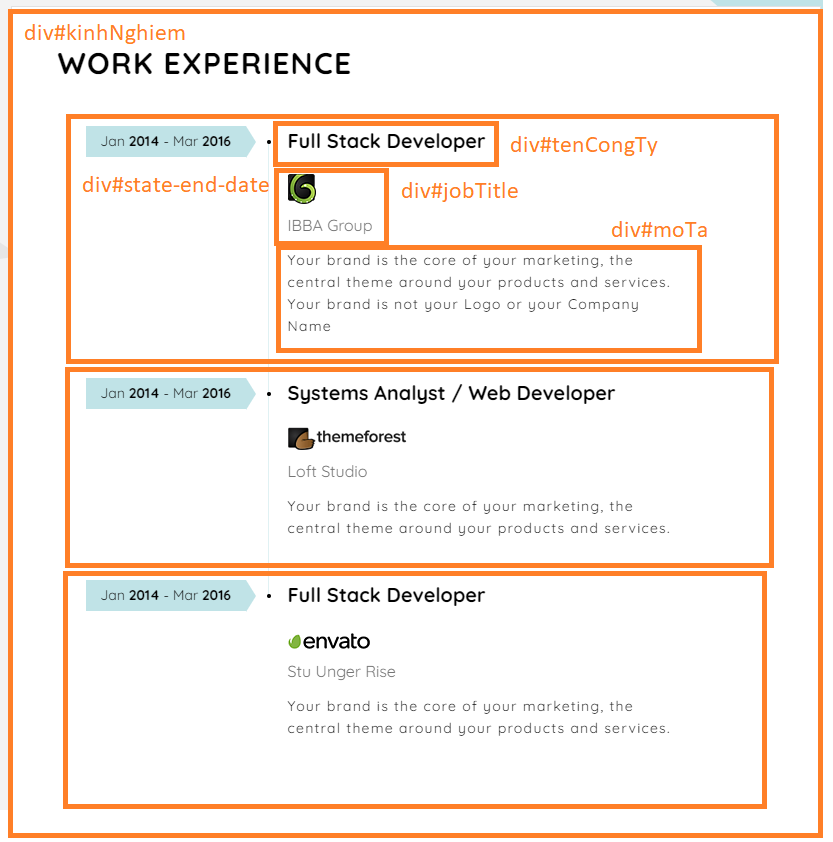 div#kinhNghiem
WORK EXPERIENCE
Jan 2014 - Mar 2016
Full Stack Developer
div#tenCongTy
div#state-end-date
div#jobTitle
IBBA Group
div#moTa
Your brand is the core of your marketing, the
central theme around your products and services.
Your brand is not your Logo or your Company
Name
Jan 2014 - Mar 2016
Systems Analyst / Web Developer
themeforest
Loft Studio
Your brand is the core of your marketing, the
central theme around your products and services.
Jan 2014 - Mar 2016
Full Stack Developer
envato
Stu Unger Rise
Your brand is the core of your marketing, the
central theme around your products and services.